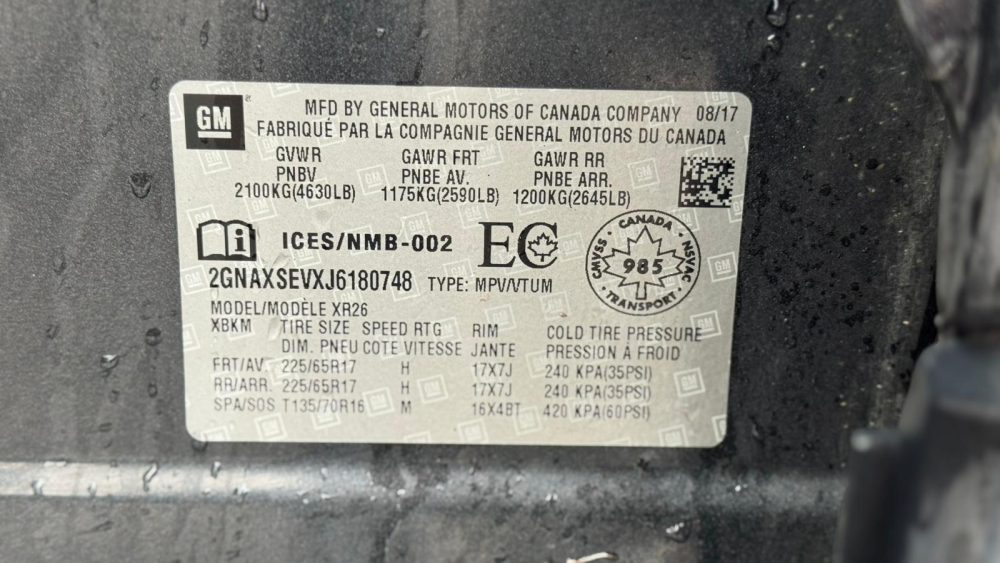 GM
MFD BY GENERAL MOTORS OF CANADA COMPANY 08/17
FABRIQUÉ PAR LA COMPAGNIE GENERAL MOTORS DU CANADA
GVWR GAWR FRT GAWR RR
PNBV PNBE AV. PNBE ARR.
2100KG(4630LB) 1175KG(2590LB) 1200KG(2645LB)
i ICES/NMB-002 EC
CANADA
CMVSS 985 NSVAC
TRANSPORT
2GNAXSEVXJ6180748 TYPE: MPV/VTUM
MODEL/MODÈLE XR26
XBKM TIRE SIZE SPEED RTG RIM COLD TIRE PRESSURE
DIM. PNEU COTE VITESSE JANTE PRESSION À FROID
FRT/AV. 225/65R17 H 17X7J 240 KPA(35PSI)
RR/ARR. 225/65R17 H 17X7J 240 KPA(35PSI)
SPA/SOS T135/70R16 M 16X4BT 420 KPA(60PSI)